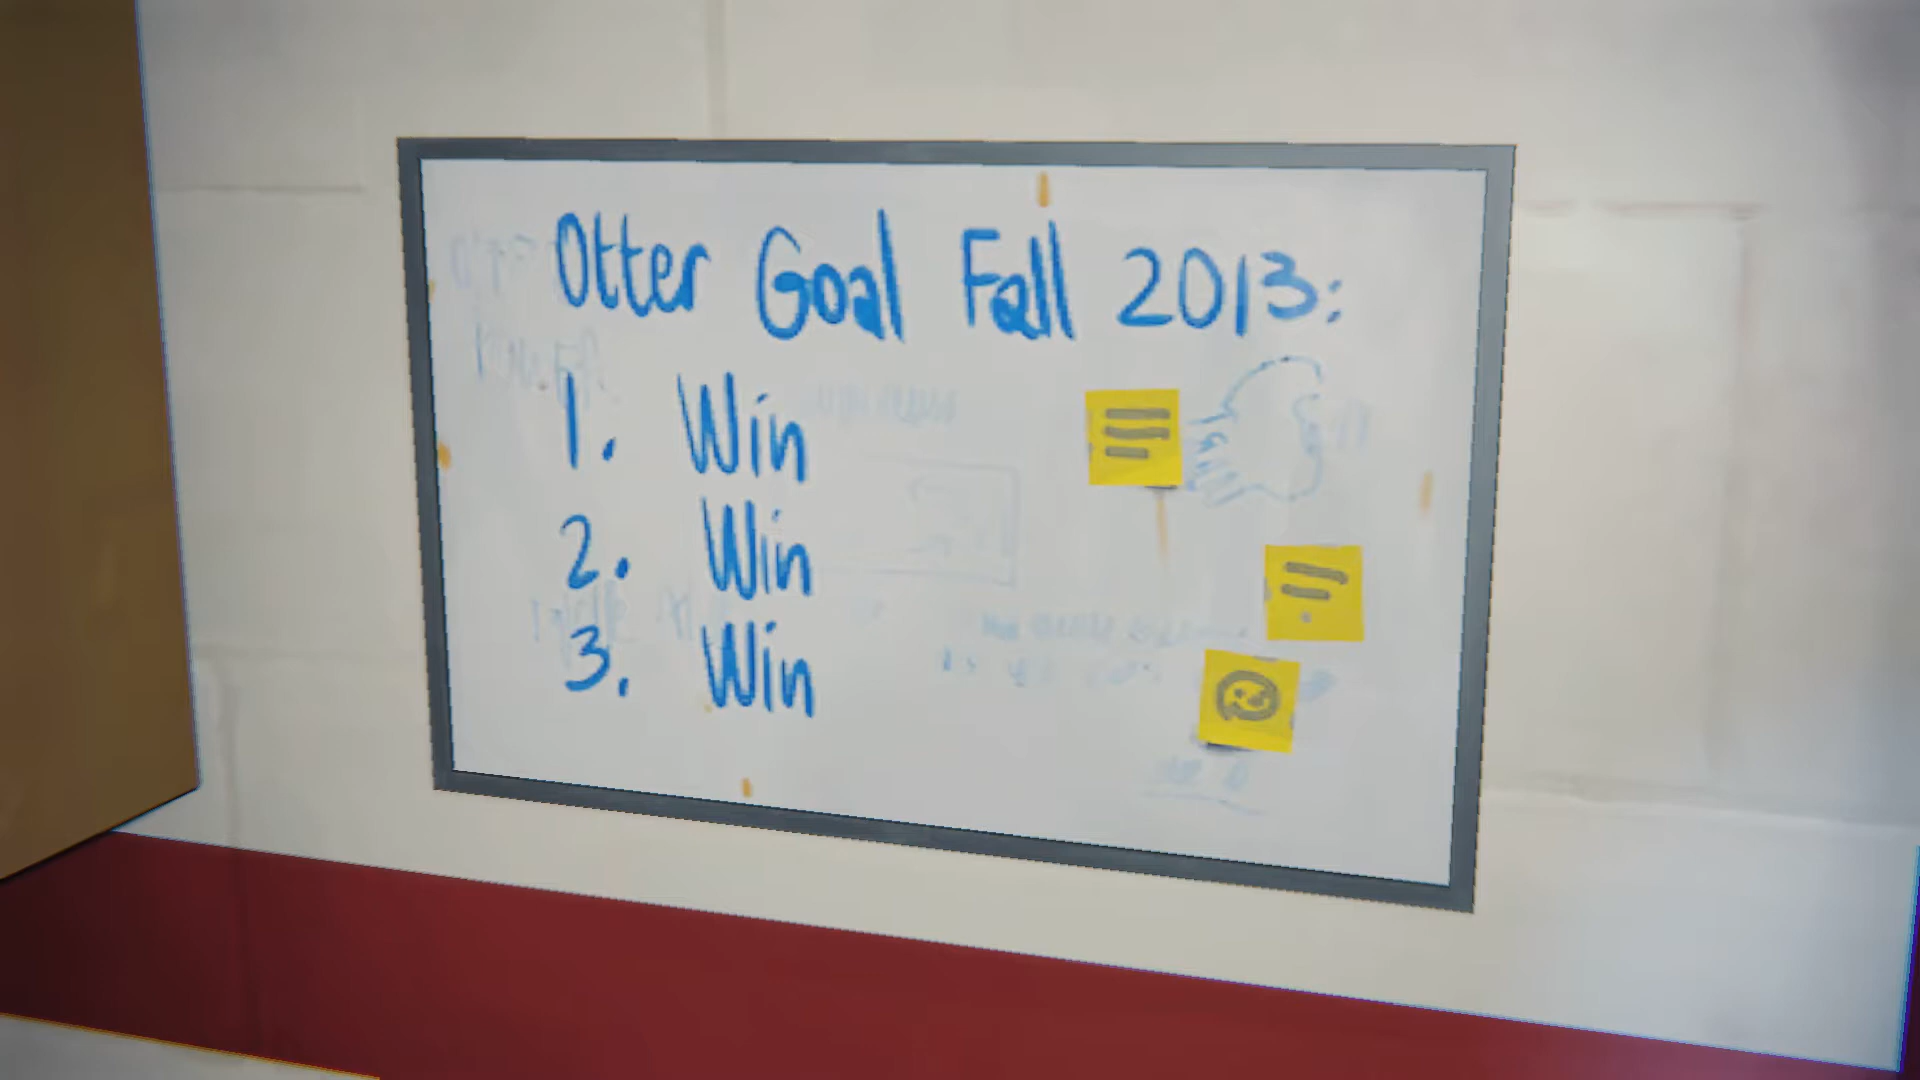 Otter Goal Fall 2013:
1. Win
2. Win
3. Win